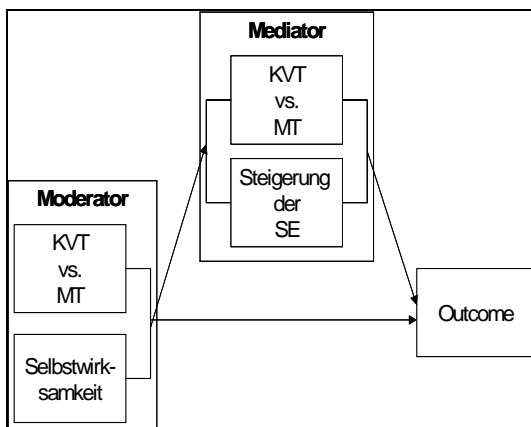 Mediator
KVT
vs.
MT
Steigerung
der
SE
Moderator
KVT
vs.
MT
Selbstwirk-
samkeit
Outcome